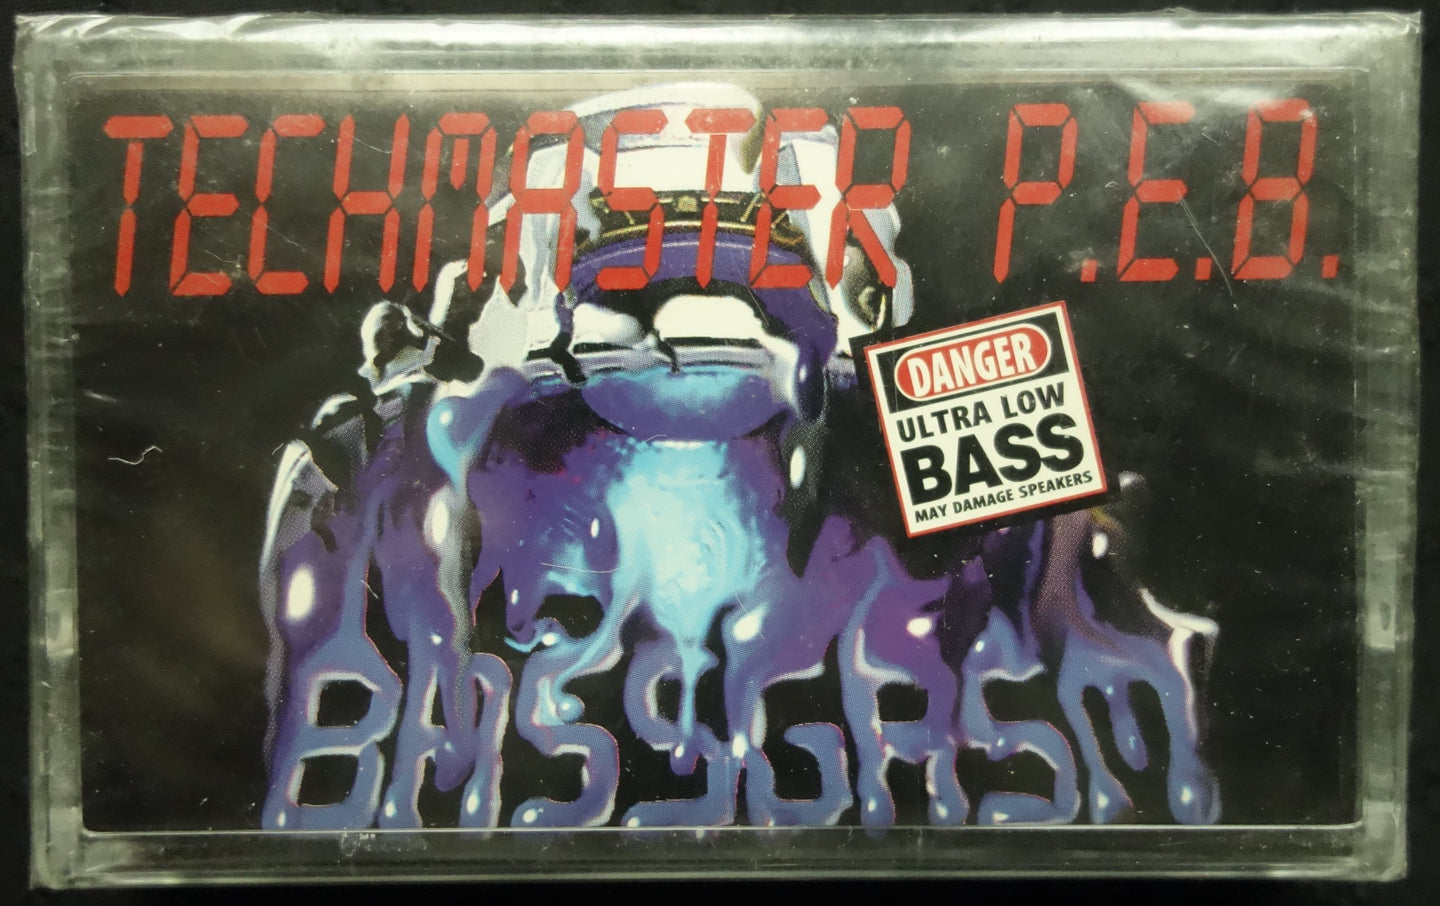 TECHMASTER P.E.B.
DANGER
ULTRA LOW
BASS
MAY DAMAGE SPEAKERS
BASSGASM